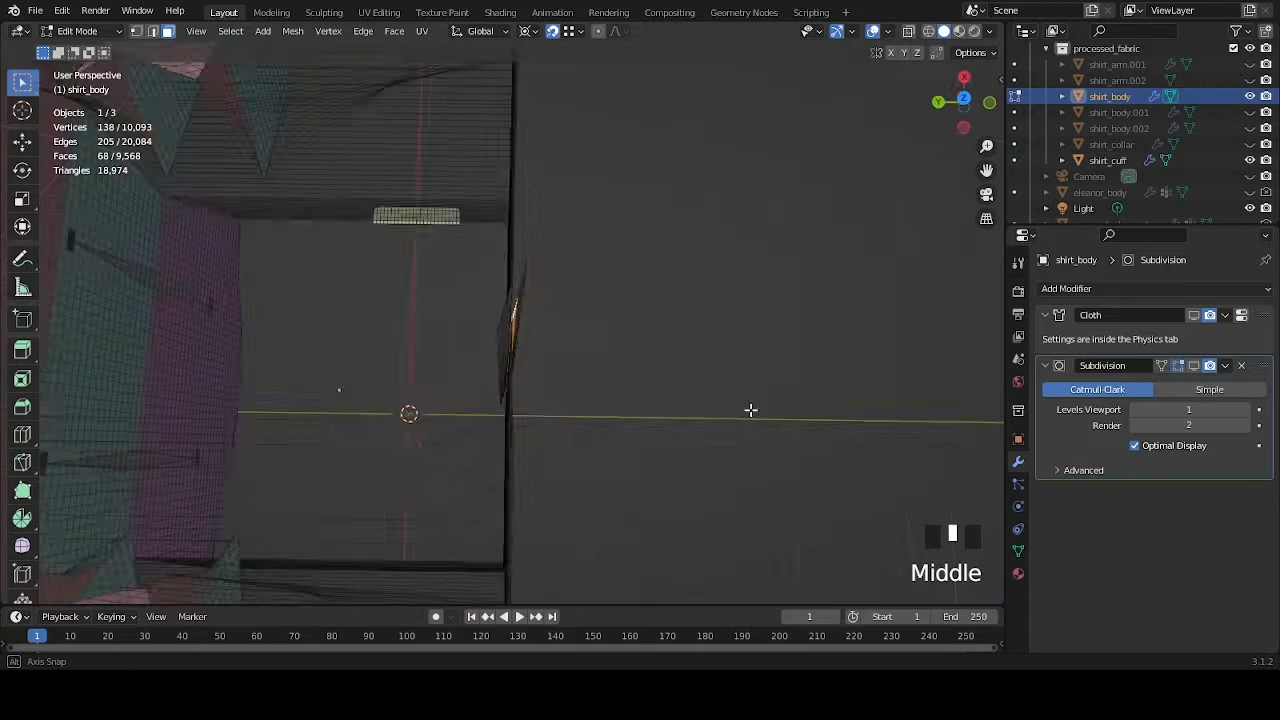 File Edit Render Window Help Layout Modeling Sculpting UV Editing Texture Paint Shading Animation Rendering Compositing Geometry Nodes Scripting + Scene ViewLayer
Edit Mode View Select Add Mesh Vertex Edge Face UV Global
X Y Z Options
User Perspective
(1) shirt_body
Objects 1 / 3
Vertices 138 / 10,093
Edges 205 / 20,084
Faces 68 / 9,568
Triangles 18,974
X
Y
Z
Middle
processed_fabric
shirt_arm.001
shirt_arm.002
shirt_body
shirt_body.001
shirt_body.002
shirt_collar
shirt_cuff
Camera
eleanor_body
Light
shirt_body > Subdivision
Add Modifier
Cloth
Settings are inside the Physics tab
Subdivision
Catmull-Clark Simple
Levels Viewport 1
Render 2
Optimal Display
Advanced
Playback Keying View Marker 1 Start 1 End 250
1 10 20 30 40 50 60 70 80 90 100 110 120 130 140 150 160 170 180 190 200 210 220 230 240 250
Alt Axis Snap 3.1.2